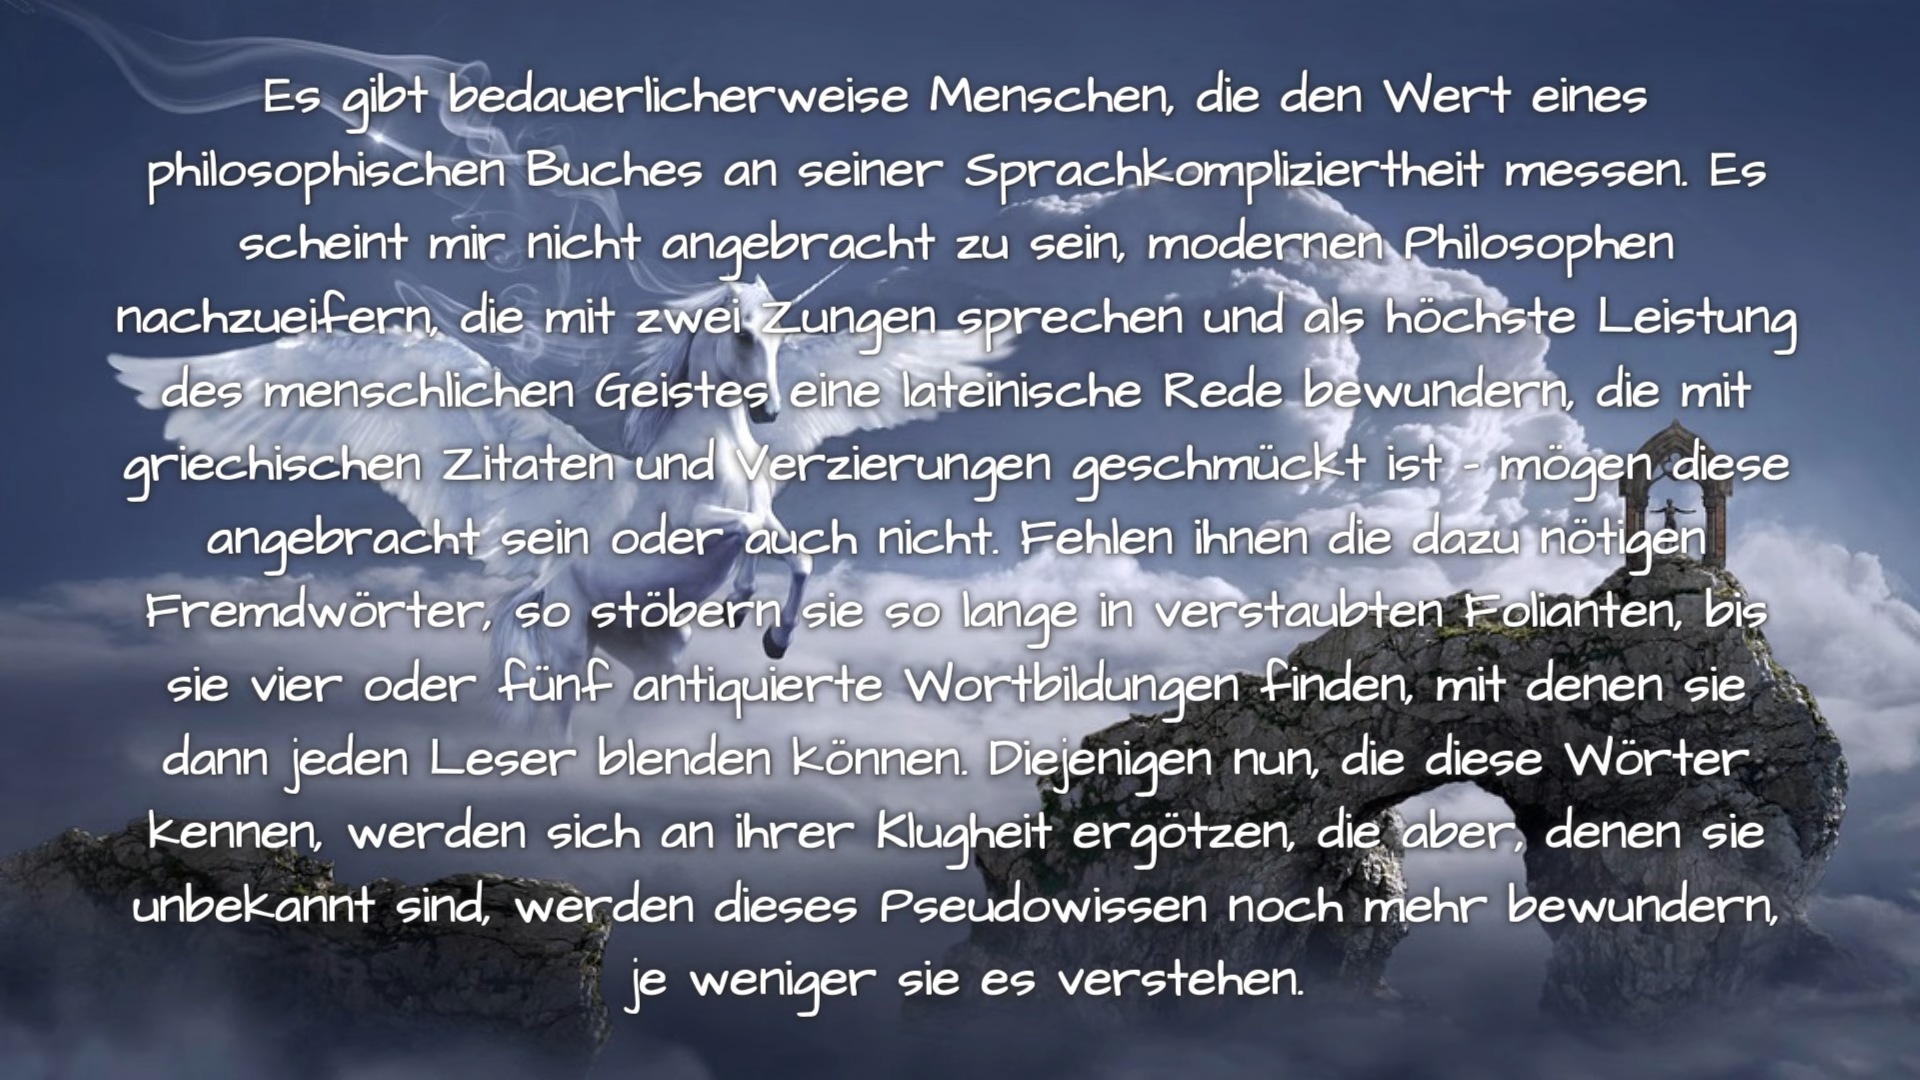 Es gibt bedauerlicherweise Menschen, die den Wert eines
philosophischen Buches an seiner Sprachkompliziertheit messen. Es
scheint mir nicht angebracht zu sein, modernen Philosophen
nachzueifern, die mit zwei Zungen sprechen und als höchste Leistung
des menschlichen Geistes eine lateinische Rede bewundern, die mit
griechischen Zitaten und Verzierungen geschmückt ist - mögen diese
angebracht sein oder auch nicht. Fehlen ihnen die dazu nötigen
Fremdwörter, so stöbern sie so lange in verstaubten Folianten, bis
sie vier oder fünf antiquierte Wortbildungen finden, mit denen sie
dann jeden Leser blenden können. Diejenigen nun, die diese Wörter
kennen, werden sich an ihrer Klugheit ergötzen, die aber, denen sie
unbekannt sind, werden dieses Pseudowissen noch mehr bewundern,
je weniger sie es verstehen.